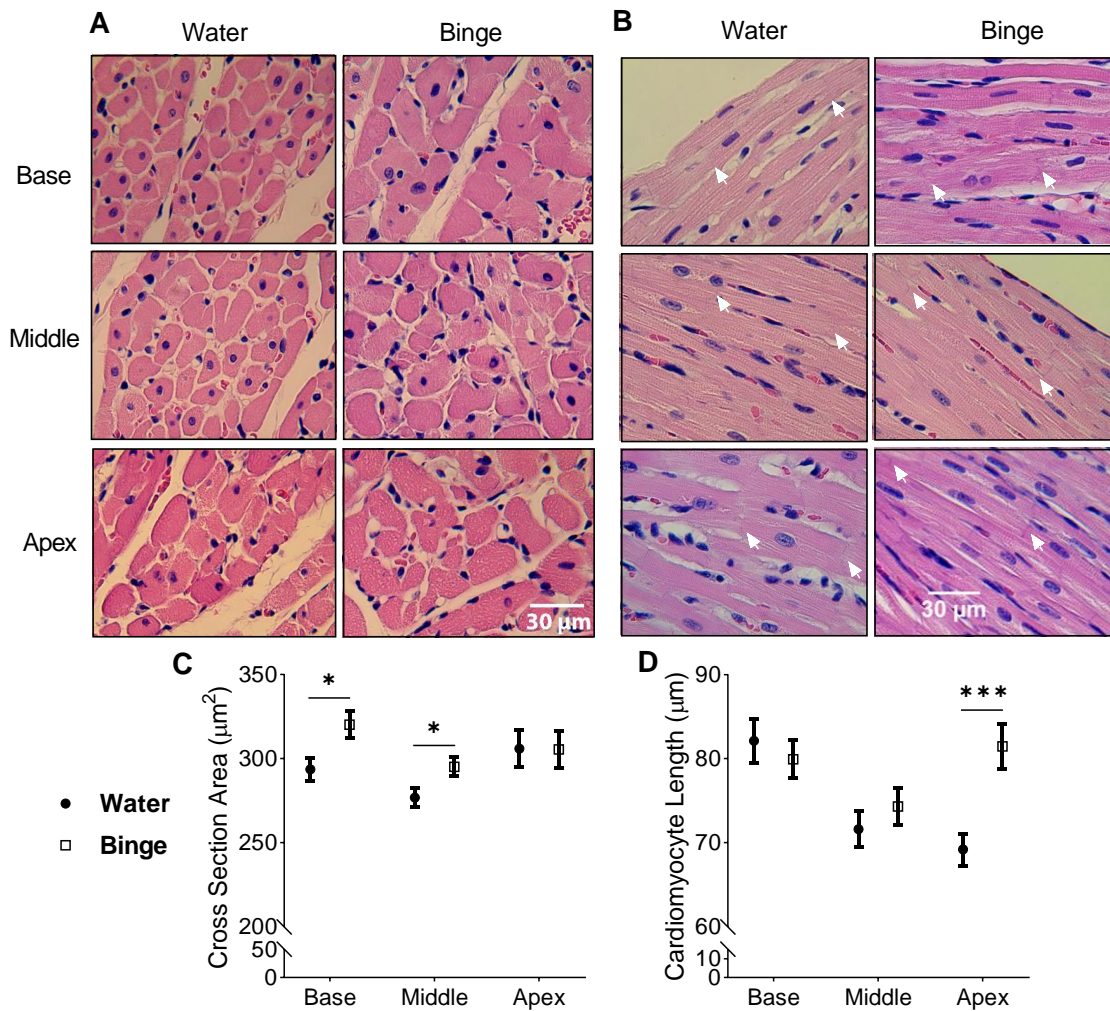 A
Water
Binge
B
Water
Binge
Base
Middle
Apex
30 µm
30 µm
C
Cross Section Area (µm²)
350
300
250
200
50
0
*
*
Base
Middle
Apex
D
Cardiomyocyte Length (µm)
90
80
70
60
10
0
***
Base
Middle
Apex
Water
Binge